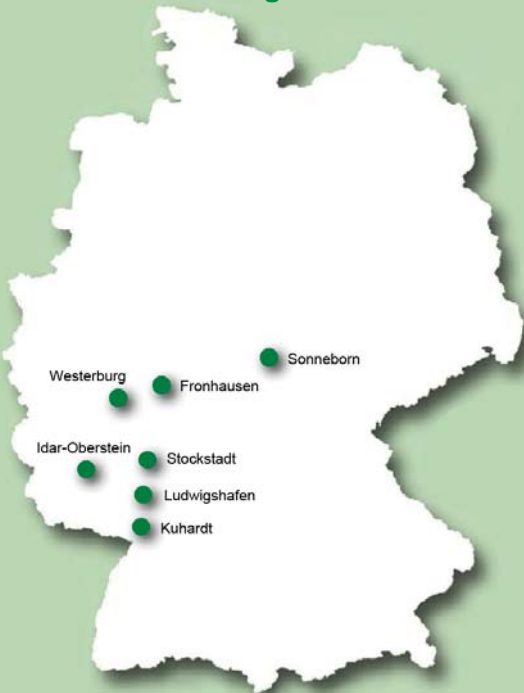 Sonneborn
Westerburg
Fronhausen
Idar-Oberstein
Stockstadt
Ludwigshafen
Kuhardt